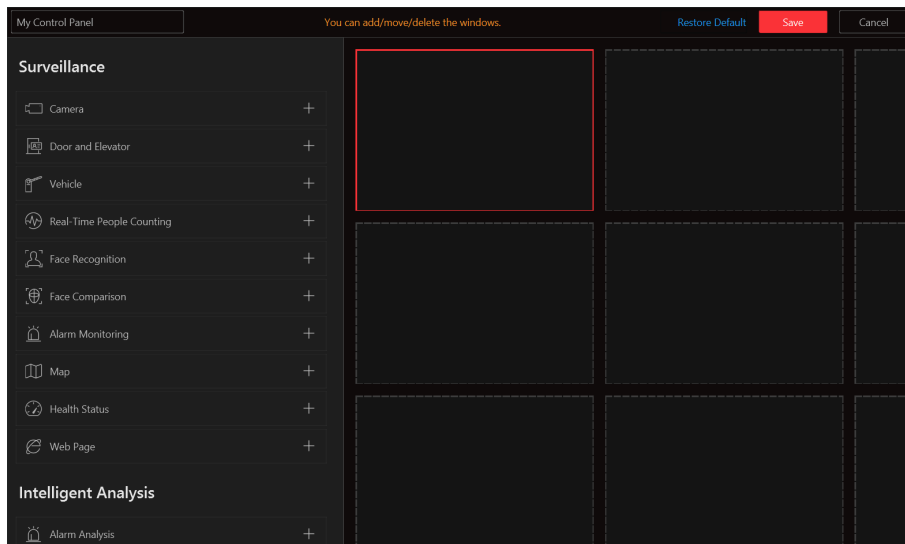 My Control Panel
You can add/move/delete the windows.
Restore Default
Save
Cancel
Surveillance
Camera
Door and Elevator
Vehicle
Real-Time People Counting
Face Recognition
Face Comparison
Alarm Monitoring
Map
Health Status
Web Page
Intelligent Analysis
Alarm Analysis